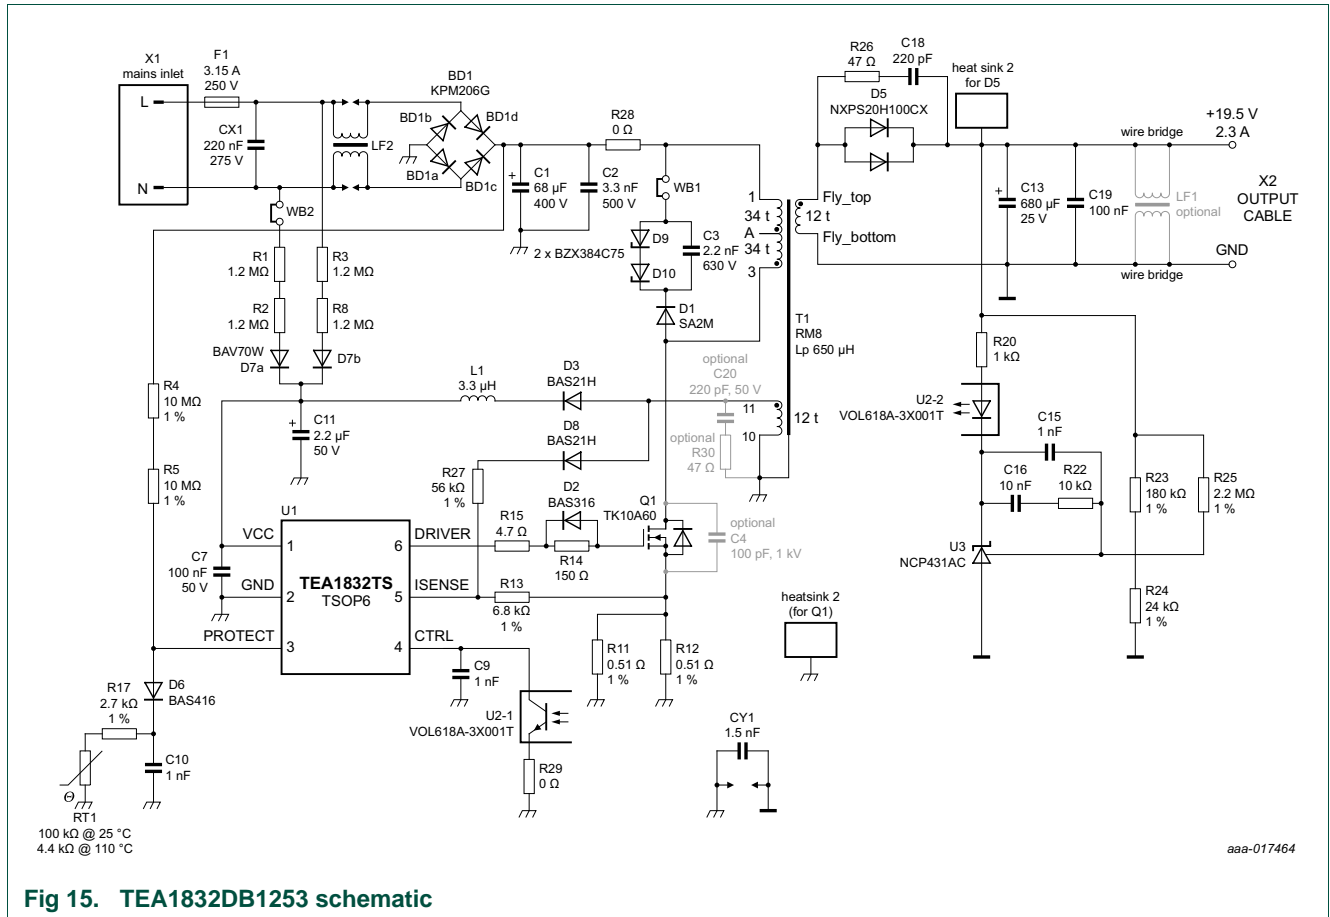 X1
mains inlet
L
N
F1
3.15 A
250 V
CX1
220 nF
275 V
LF2
BD1
KPM206G
BD1b
BD1d
BD1a
BD1c
R28
0 Ω
C1
68 µF
400 V
+
C2
3.3 nF
500 V
WB1
WB2
D9
D10
2 x BZX384C75
C3
2.2 nF
630 V
D1
SA2M
1
34 t
A
34 t
3
Fly_top
12 t
Fly_bottom
T1
RM8
Lp 650 µH
R26
47 Ω
C18
220 pF
D5
NXPS20H100CX
heat sink 2
for D5
+19.5 V
2.3 A
wire bridge
+
C13
680 µF
25 V
C19
100 nF
LF1
optional
X2
OUTPUT
CABLE
GND
wire bridge
R1
1.2 MΩ
R3
1.2 MΩ
R2
1.2 MΩ
R8
1.2 MΩ
BAV70W
D7a
D7b
R4
10 MΩ
1 %
R5
10 MΩ
1 %
+
C11
2.2 µF
50 V
L1
3.3 µH
D3
BAS21H
D8
BAS21H
optional
C20
220 pF, 50 V
optional
R30
47 Ω
11
10
12 t
R27
56 kΩ
1 %
D2
BAS316
R15
4.7 Ω
R14
150 Ω
Q1
TK10A60
optional
C4
100 pF, 1 kV
U1
VCC
1
GND
2
PROTECT
3
TEA1832TS
TSOP6
6
DRIVER
5
ISENSE
4
CTRL
C7
100 nF
50 V
R13
6.8 kΩ
1 %
R11
0.51 Ω
1 %
R12
0.51 Ω
1 %
heatsink 2
(for Q1)
R17
2.7 kΩ
1 %
D6
BAS416
C10
1 nF
Θ
RT1
100 kΩ @ 25 °C
4.4 kΩ @ 110 °C
C9
1 nF
U2-1
VOL618A-3X001T
R29
0 Ω
CY1
1.5 nF
R20
1 kΩ
U2-2
VOL618A-3X001T
C15
1 nF
C16
10 nF
R22
10 kΩ
U3
NCP431AC
R23
180 kΩ
1 %
R25
2.2 MΩ
1 %
R24
24 kΩ
1 %
aaa-017464
Fig 15. TEA1832DB1253 schematic